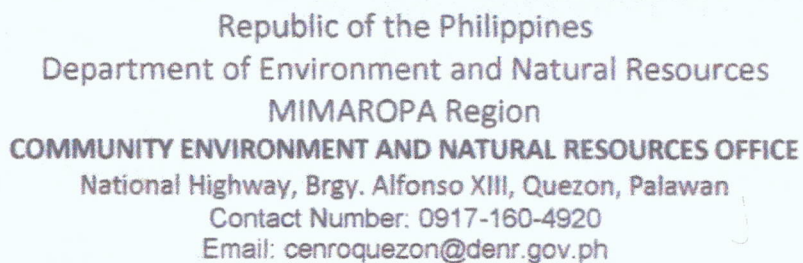 Republic of the Philippines
Department of Environment and Natural Resources
MIMAROPA Region
COMMUNITY ENVIRONMENT AND NATURAL RESOURCES OFFICE
National Highway, Brgy. Alfonso XIII, Quezon, Palawan
Contact Number: 0917-160-4920
Email: cenroquezon@denr.gov.ph